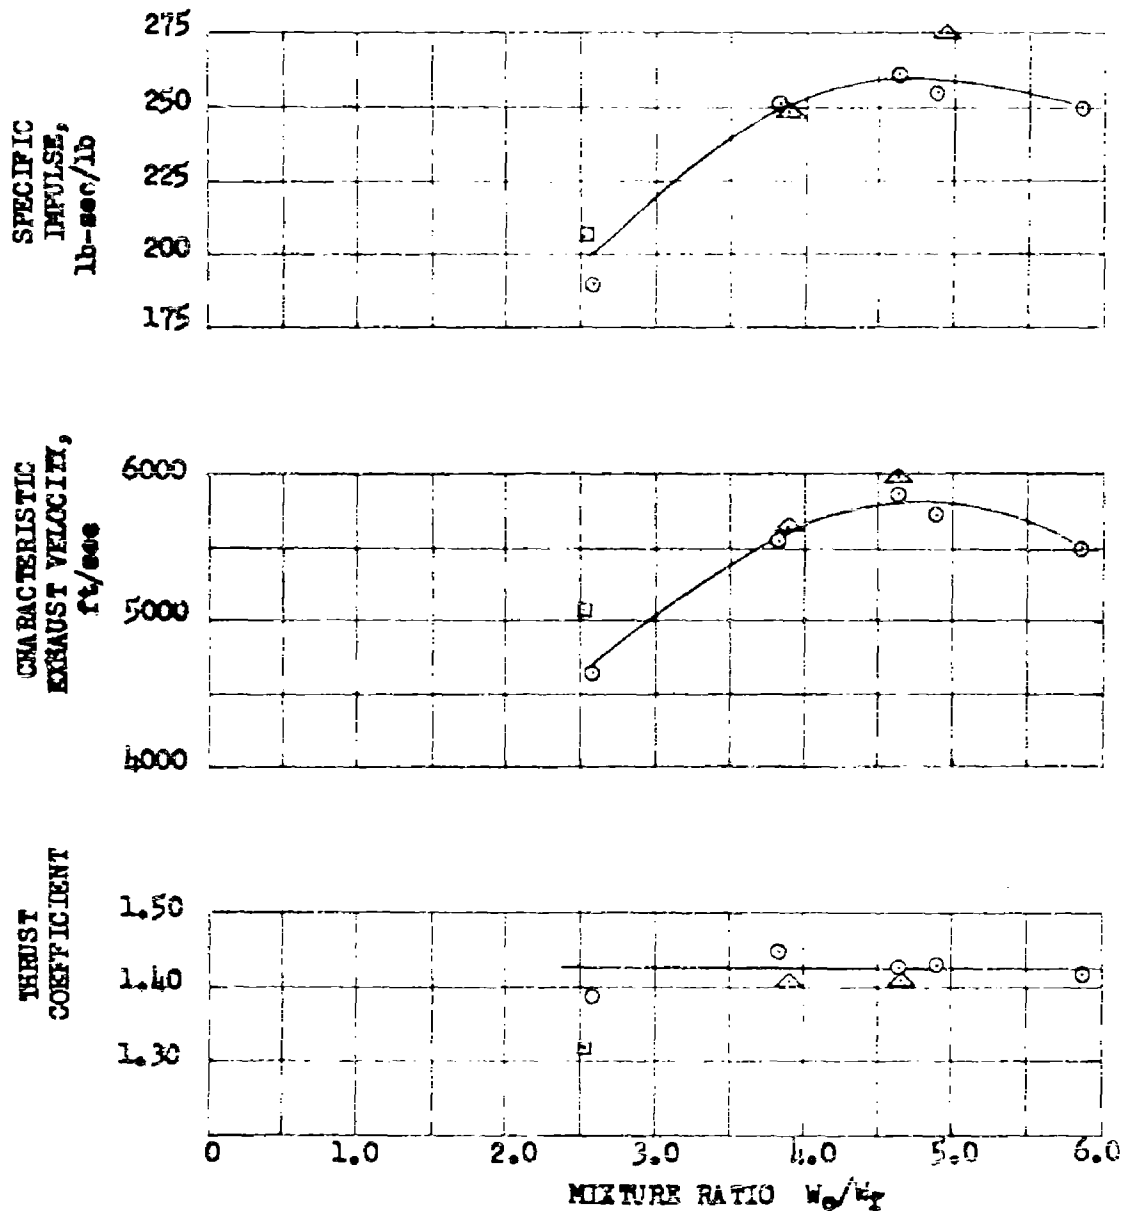 275
250
225
200
175
SPECIFIC
IMPULSE,
lb-sec/lb
6000
5000
4000
CHARACTERISTIC
EXHAUST VELOCITY,
ft/sec
1.50
1.40
1.30
THRUST
COEFFICIENT
0 1.0 2.0 3.0 4.0 5.0 6.0
MIXTURE RATIO Wo/Wf